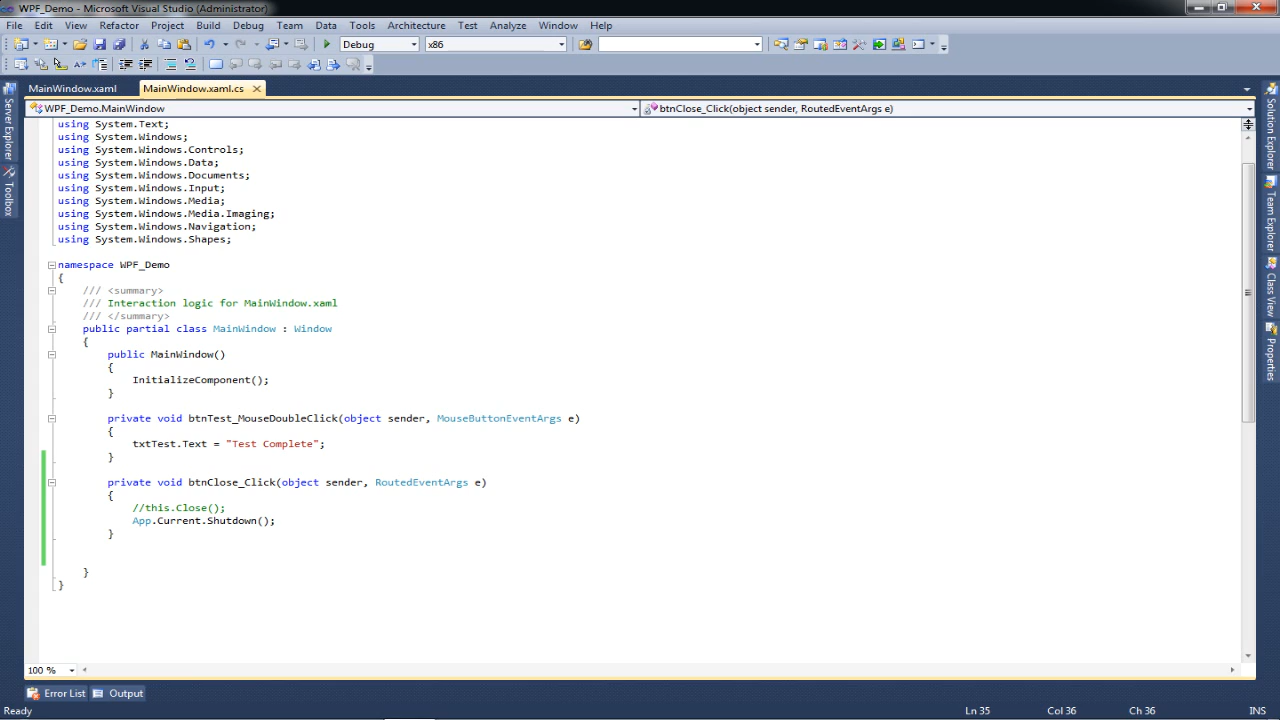 WPF_Demo - Microsoft Visual Studio (Administrator)
File Edit View Refactor Project Build Debug Team Data Tools Architecture Test Analyze Window Help
Debug x86
MainWindow.xaml MainWindow.xaml.cs
WPF_Demo.MainWindow btnClose_Click(object sender, RoutedEventArgs e)
Server Explorer
Toolbox
using System.Text;
using System.Windows;
using System.Windows.Controls;
using System.Windows.Data;
using System.Windows.Documents;
using System.Windows.Input;
using System.Windows.Media;
using System.Windows.Media.Imaging;
using System.Windows.Navigation;
using System.Windows.Shapes;
namespace WPF_Demo
{
/// <summary>
/// Interaction logic for MainWindow.xaml
/// </summary>
public partial class MainWindow : Window
{
public MainWindow()
{
InitializeComponent();
}
private void btnTest_MouseDoubleClick(object sender, MouseButtonEventArgs e)
{
txtTest.Text = "Test Complete";
}
private void btnClose_Click(object sender, RoutedEventArgs e)
{
//this.Close();
App.Current.Shutdown();
}
}
}
Solution Explorer
Team Explorer
Class View
Properties
100 %
Error List Output
Ready Ln 35 Col 36 Ch 36 INS